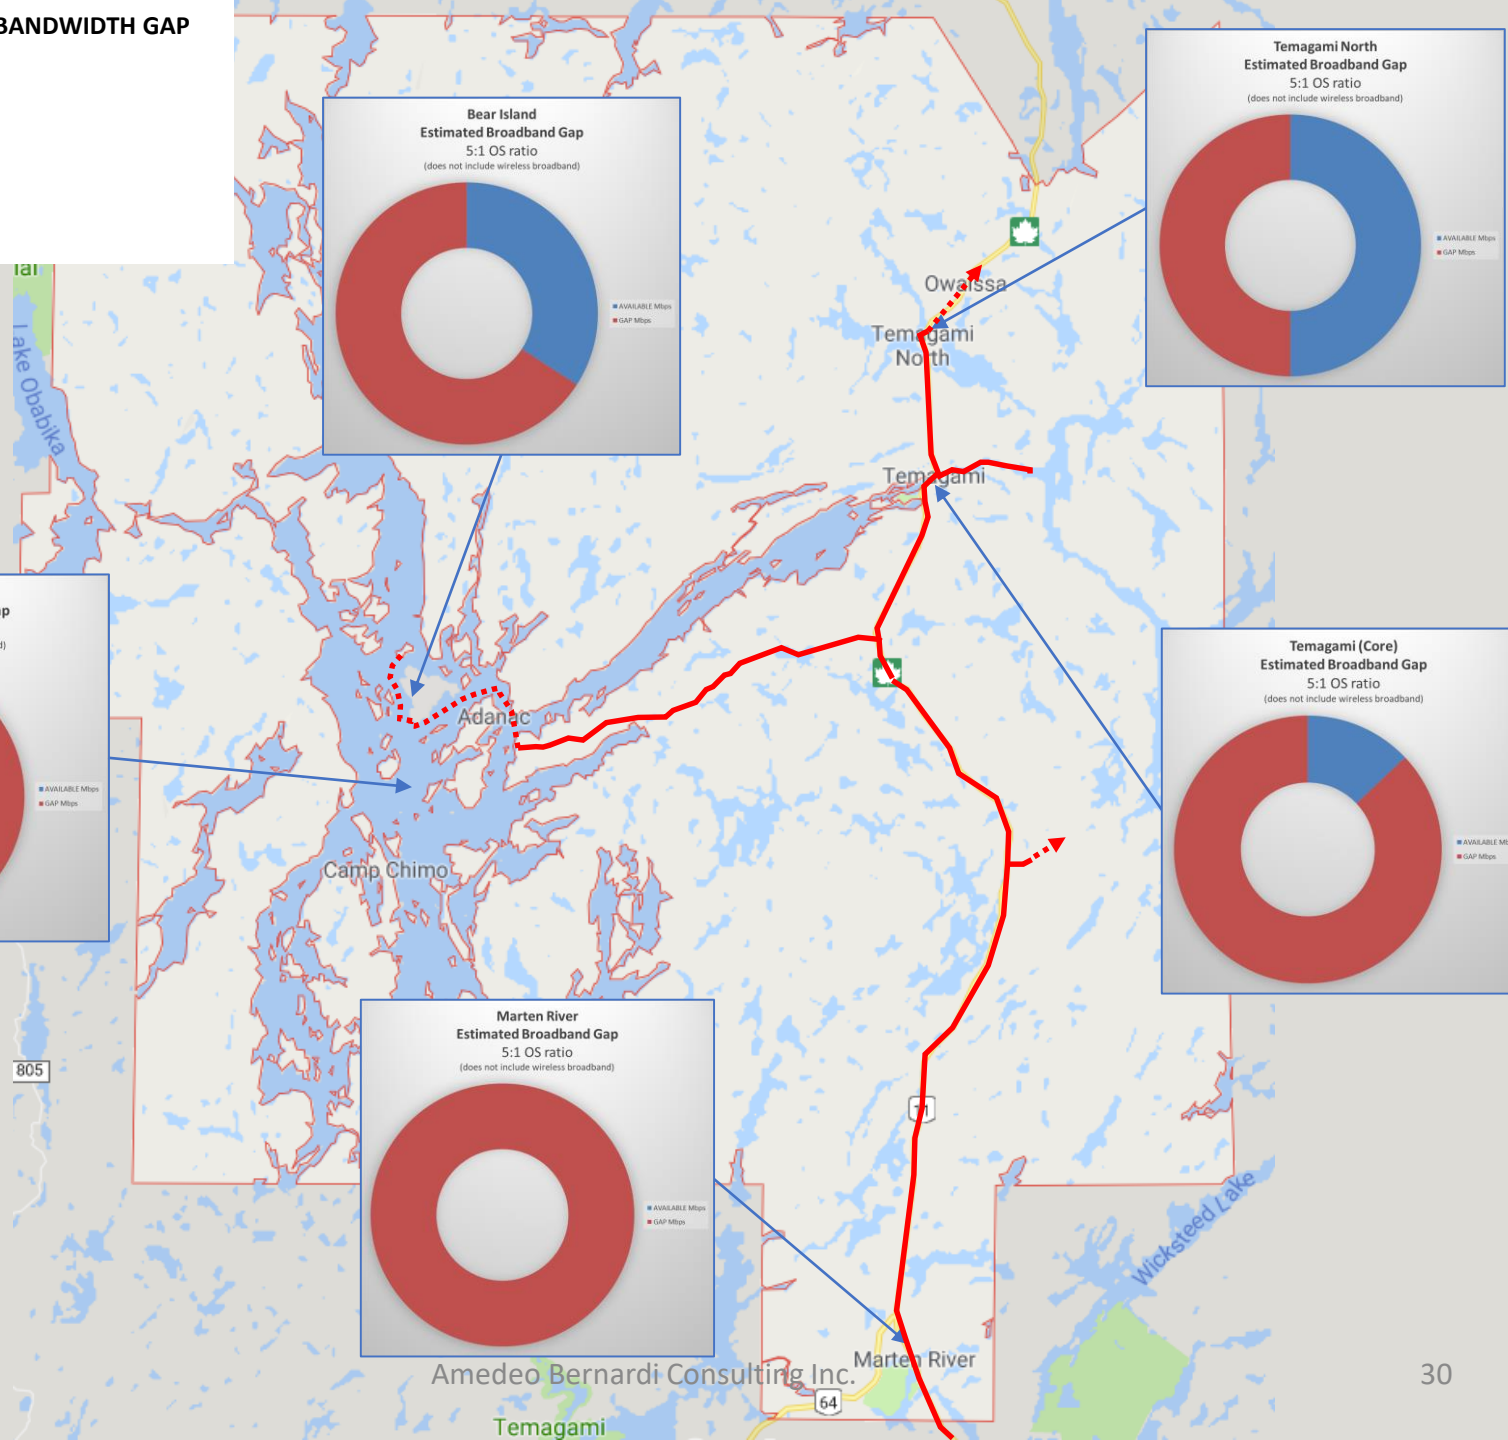 BANDWIDTH GAP
Temagami North
Estimated Broadband Gap
5:1 OS ratio
(does not include wireless broadband)
AVAILABLE Mbps
GAP Mbps
Bear Island
Estimated Broadband Gap
5:1 OS ratio
(does not include wireless broadband)
AVAILABLE Mbps
GAP Mbps
Owaissa
Temagami
North
Lake Obabika
Temagami
Adanac
AVAILABLE Mbps
GAP Mbps
Temagami (Core)
Estimated Broadband Gap
5:1 OS ratio
(does not include wireless broadband)
AVAILABLE Mb
GAP Mbps
Camp Chimo
805
Marten River
Estimated Broadband Gap
5:1 OS ratio
(does not include wireless broadband)
AVAILABLE Mbps
GAP Mbps
11
Wicksteed Lake
Marten River
Amedeo Bernardi Consulting Inc.
30
64
Temagami